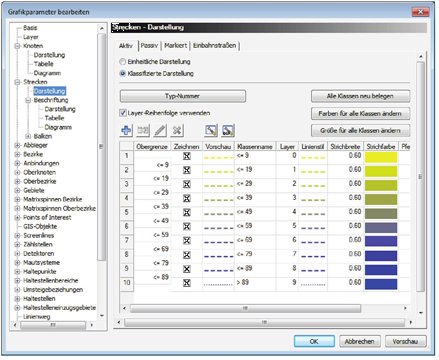 Grafikparameter bearbeiten
Basis
Layer
Knoten
Darstellung
Tabelle
Diagramm
Strecken
Darstellung
Beschriftung
Darstellung
Tabelle
Diagramm
Balken
Abbieger
Bezirke
Anbindungen
Oberknoten
Oberbezirke
Gebiete
Matrixspinnen Bezirke
Matrixspinnen Oberbezirke
Points of Interest
GIS-Objekte
Screenlines
Zählstellen
Detektoren
Mautsysteme
Haltepunkte
Haltestellenbereiche
Umsteigebeziehungen
Haltestellen
Haltestelleneinzugsgebiete
Linienweg
Strecken - Darstellung
Aktiv Passiv Markiert Einbahnstraßen
Einheitliche Darstellung
Klassifizierte Darstellung
Typ-Nummer
Alle Klassen neu belegen
Layer-Reihenfolge verwenden
Farben für alle Klassen ändern
Größe für alle Klassen ändern
Obergrenze Zeichnen Vorschau Klassenname Layer Linienstil Strichbreite Strichfarbe Pfe
1 <= 9 <= 9 0 0.60
2 <= 19 <= 19 1 0.60
3 <= 29 <= 29 2 0.60
4 <= 39 <= 39 3 0.60
5 <= 49 <= 49 4 0.60
6 <= 59 <= 59 5 0.60
7 <= 69 <= 69 6 0.60
8 <= 79 <= 79 7 0.60
9 <= 89 <= 89 8 0.60
10 > 89 9 0.60
OK Abbrechen Vorschau